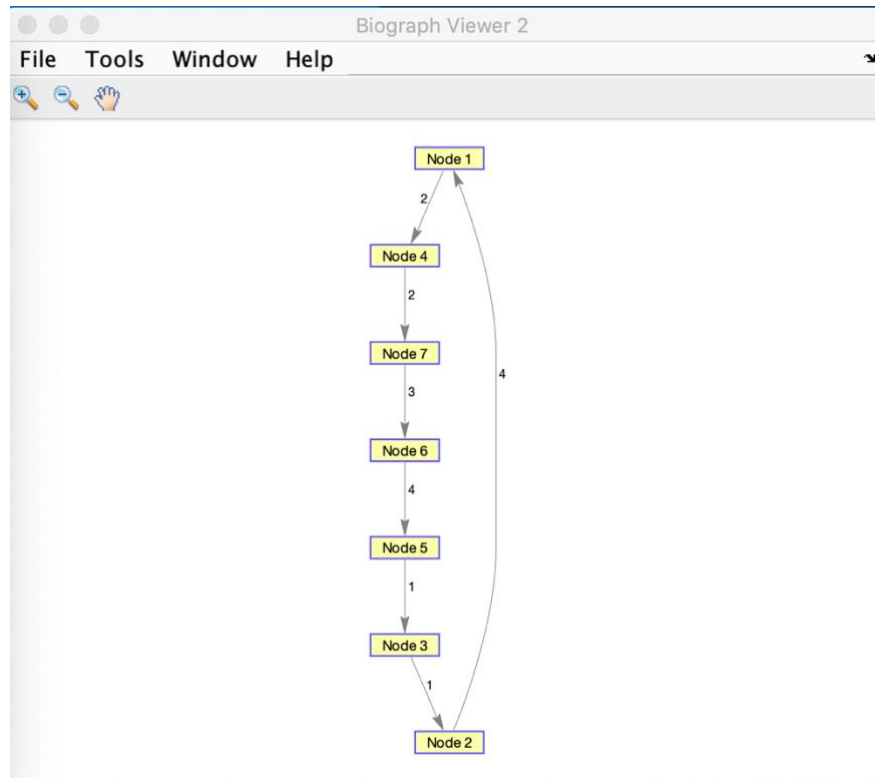 Biograph Viewer 2
File Tools Window Help
Node 1
2
Node 4
2
Node 7
4
3
Node 6
4
Node 5
1
Node 3
1
Node 2